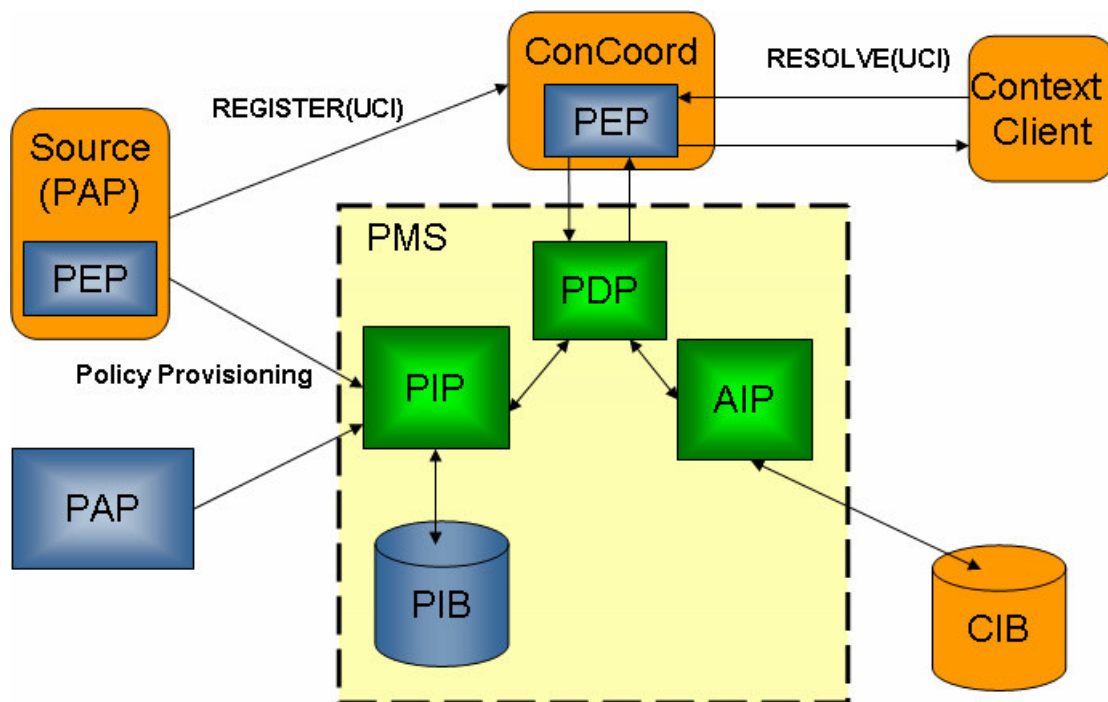 ConCoord
RESOLVE(UCI)
PEP
Context
Client
REGISTER(UCI)
Source
(PAP)
PEP
PMS
PDP
Policy Provisioning
PIP
AIP
PAP
PIB
CIB